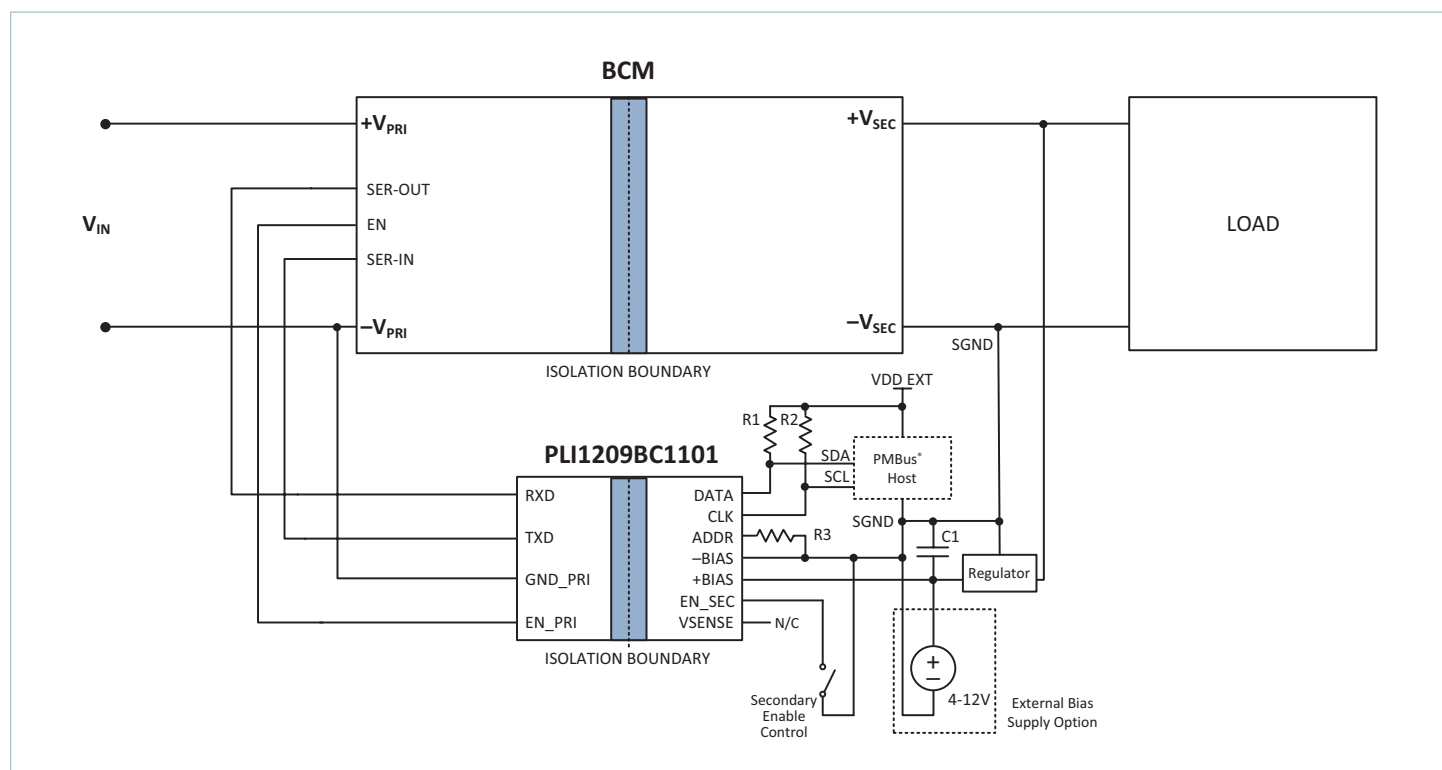 BCM
+VPRI
+VSEC
SER-OUT
EN
SER-IN
VIN
LOAD
–VPRI
–VSEC
SGND
ISOLATION BOUNDARY
VDD EXT
R1
R2
PLI1209BC1101
SDA
SCL
PMBus®
Host
RXD
TXD
GND_PRI
EN_PRI
DATA
CLK
ADDR
–BIAS
+BIAS
EN_SEC
VSENSE
R3
SGND
C1
Regulator
N/C
ISOLATION BOUNDARY
Secondary
Enable
Control
+
–
4-12V
External Bias
Supply Option